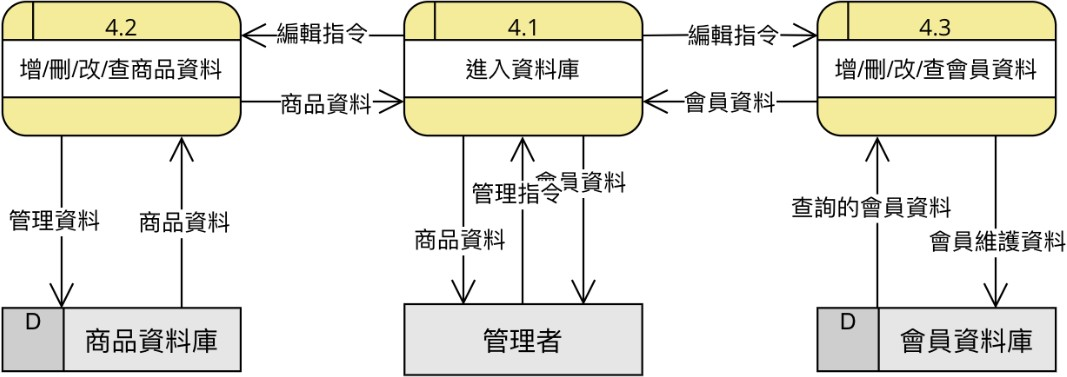 4.2
4.1
4.3
編輯指令
編輯指令
增/刪/改/查商品資料
進入資料庫
增/刪/改/查會員資料
商品資料
會員資料
會員資料
管理指令
查詢的會員資料
管理資料
商品資料
商品資料
會員維護資料
D
商品資料庫
管理者
D
會員資料庫